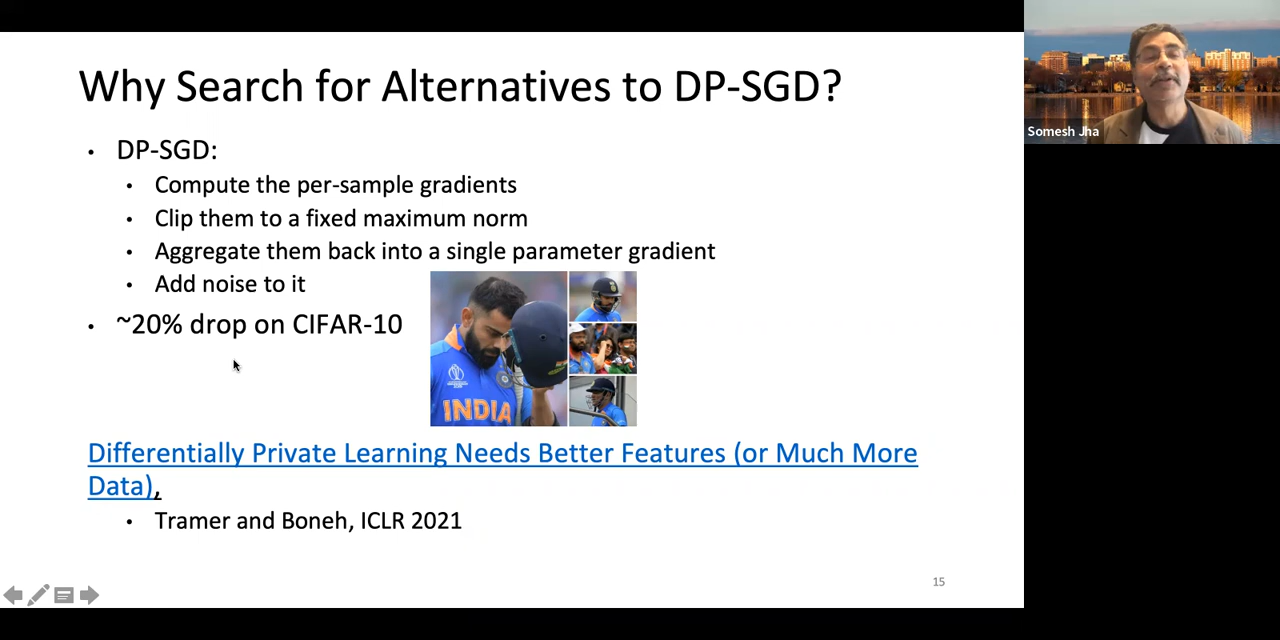 Why Search for Alternatives to DP-SGD?
• DP-SGD:
• Compute the per-sample gradients
• Clip them to a fixed maximum norm
• Aggregate them back into a single parameter gradient
• Add noise to it
• ~20% drop on CIFAR-10
INDIA
Differentially Private Learning Needs Better Features (or Much More
Data),
• Tramer and Boneh, ICLR 2021
15
Somesh Jha